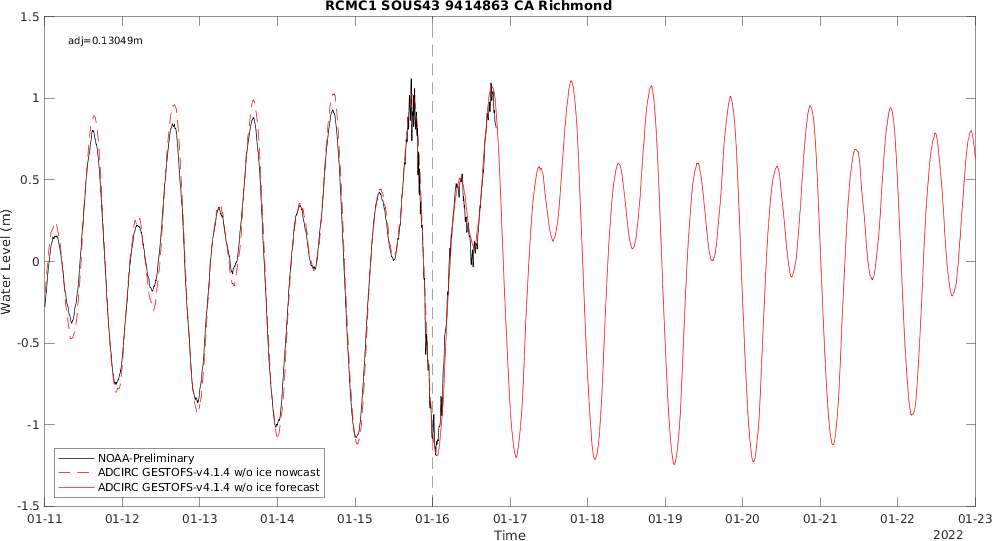 RCMC1 SOUS43 9414863 CA Richmond
adj=0.13049m
1.5
1
0.5
0
-0.5
-1
-1.5
Water Level (m)
NOAA-Preliminary
ADCIRC GESTOFS-v4.1.4 w/o ice nowcast
ADCIRC GESTOFS-v4.1.4 w/o ice forecast
01-11 01-12 01-13 01-14 01-15 01-16 01-17 01-18 01-19 01-20 01-21 01-22 01-23
Time
2022